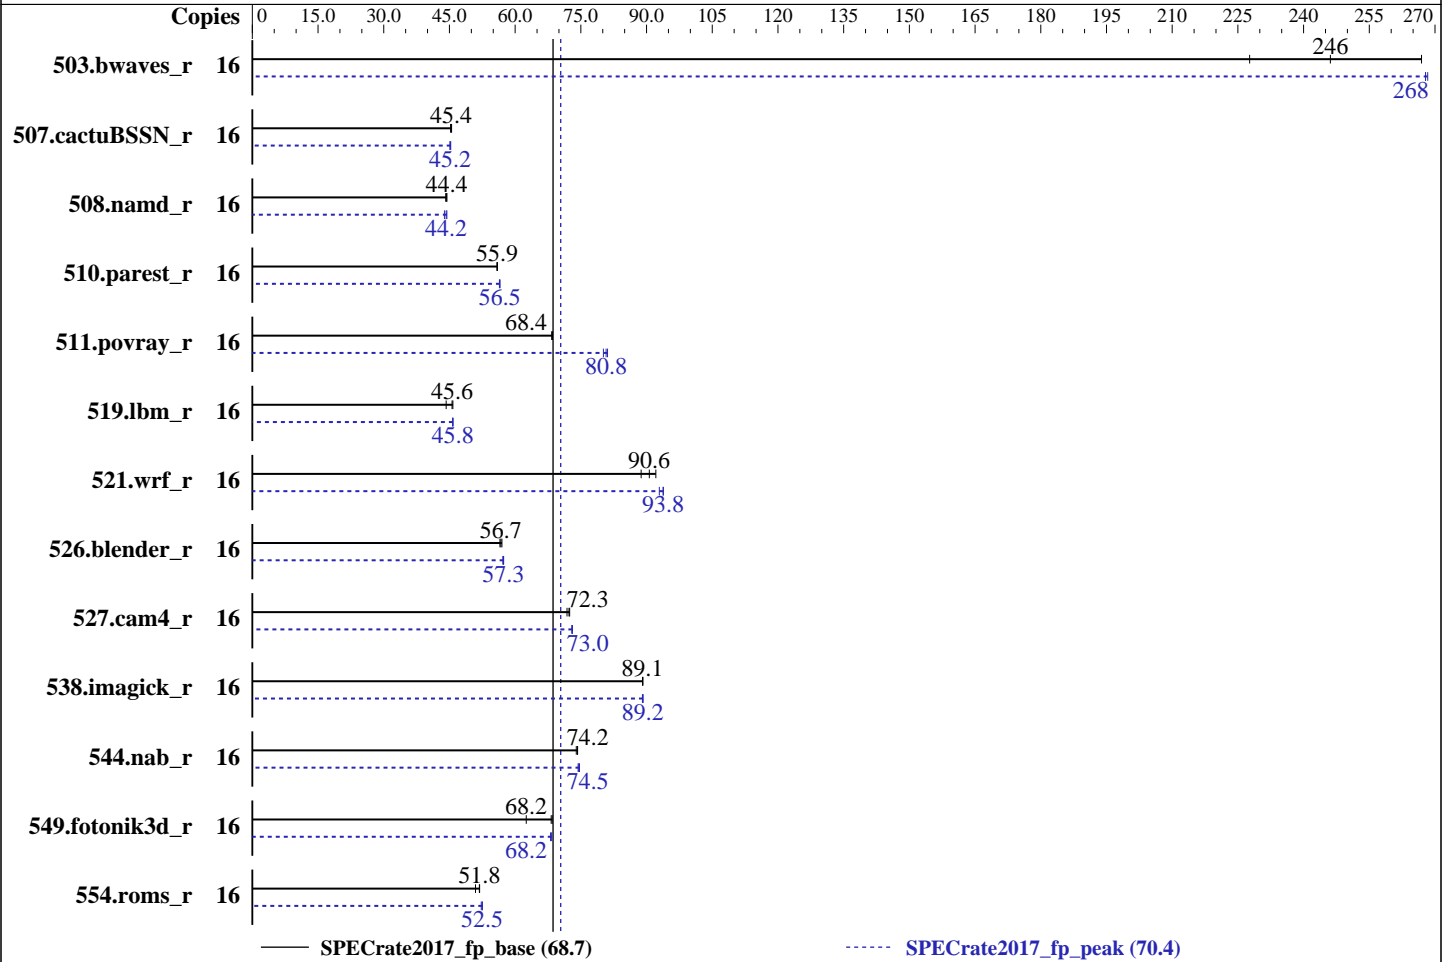 Copies 0 15.0 30.0 45.0 60.0 75.0 90.0 105 120 135 150 165 180 195 210 225 240 255 270
246
503.bwaves_r 16
268
45.4
507.cactuBSSN_r 16
45.2
44.4
508.namd_r 16
44.2
55.9
510.parest_r 16
56.5
68.4
511.povray_r 16
80.8
45.6
519.lbm_r 16
45.8
90.6
521.wrf_r 16
93.8
56.7
526.blender_r 16
57.3
72.3
527.cam4_r 16
73.0
89.1
538.imagick_r 16
89.2
74.2
544.nab_r 16
74.5
68.2
549.fotonik3d_r 16
68.2
51.8
554.roms_r 16
52.5
SPECrate2017_fp_base (68.7) SPECrate2017_fp_peak (70.4)